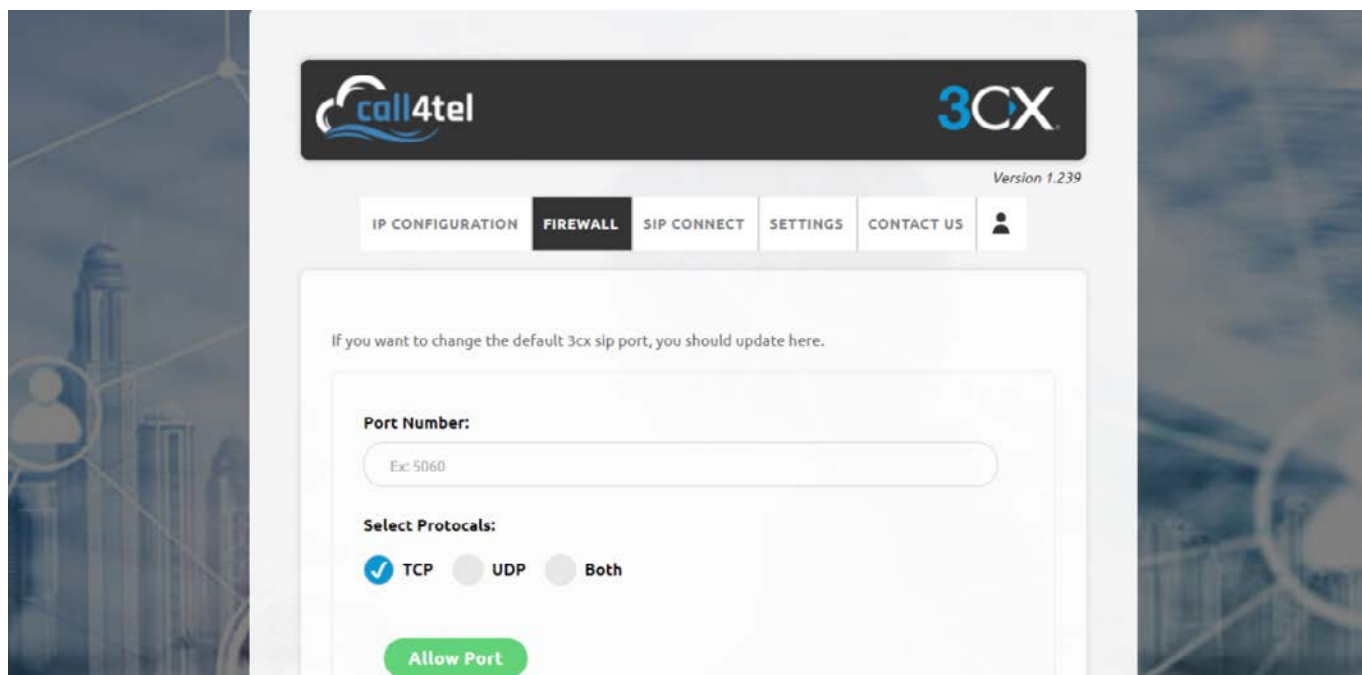 call4tel
3CX
Version 1.239
IP CONFIGURATION FIREWALL SIP CONNECT SETTINGS CONTACT US
If you want to change the default 3cx sip port, you should update here.
Port Number:
Ex: 5060
Select Protocals:
TCP UDP Both
Allow Port